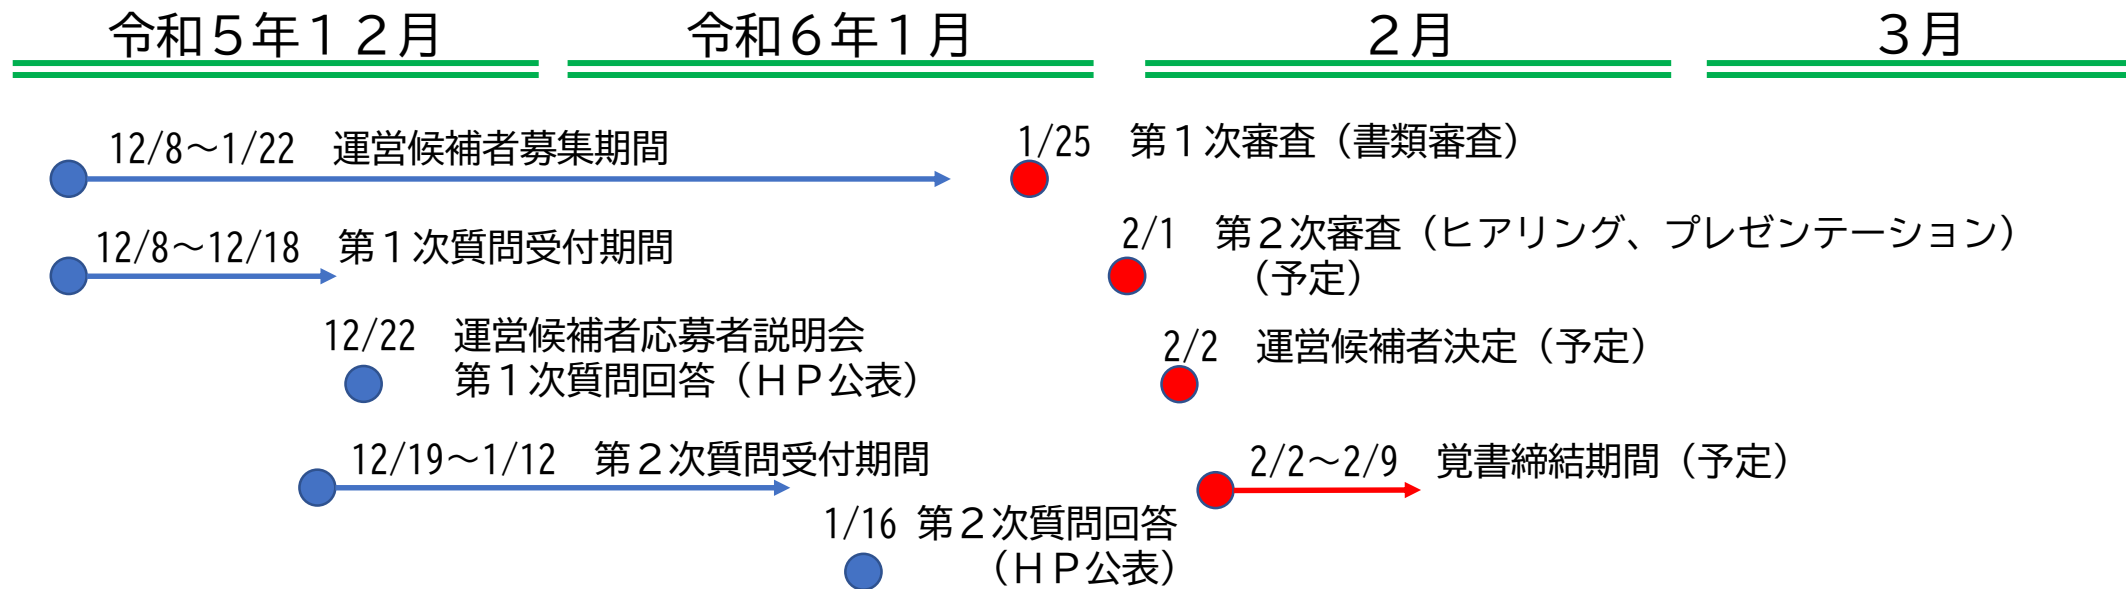 令和５年１２月
令和６年１月
２月
３月
12/8～1/22　運営候補者募集期間
12/8～12/18　第１次質問受付期間
12/22　運営候補者応募者説明会
第１次質問回答（ＨＰ公表）
12/19～1/12　第２次質問受付期間
1/16 第２次質問回答
（ＨＰ公表）
1/25　第１次審査（書類審査）
2/1　第２次審査（ヒアリング、プレゼンテーション）
（予定）
2/2　運営候補者決定（予定）
2/2～2/9　覚書締結期間（予定）